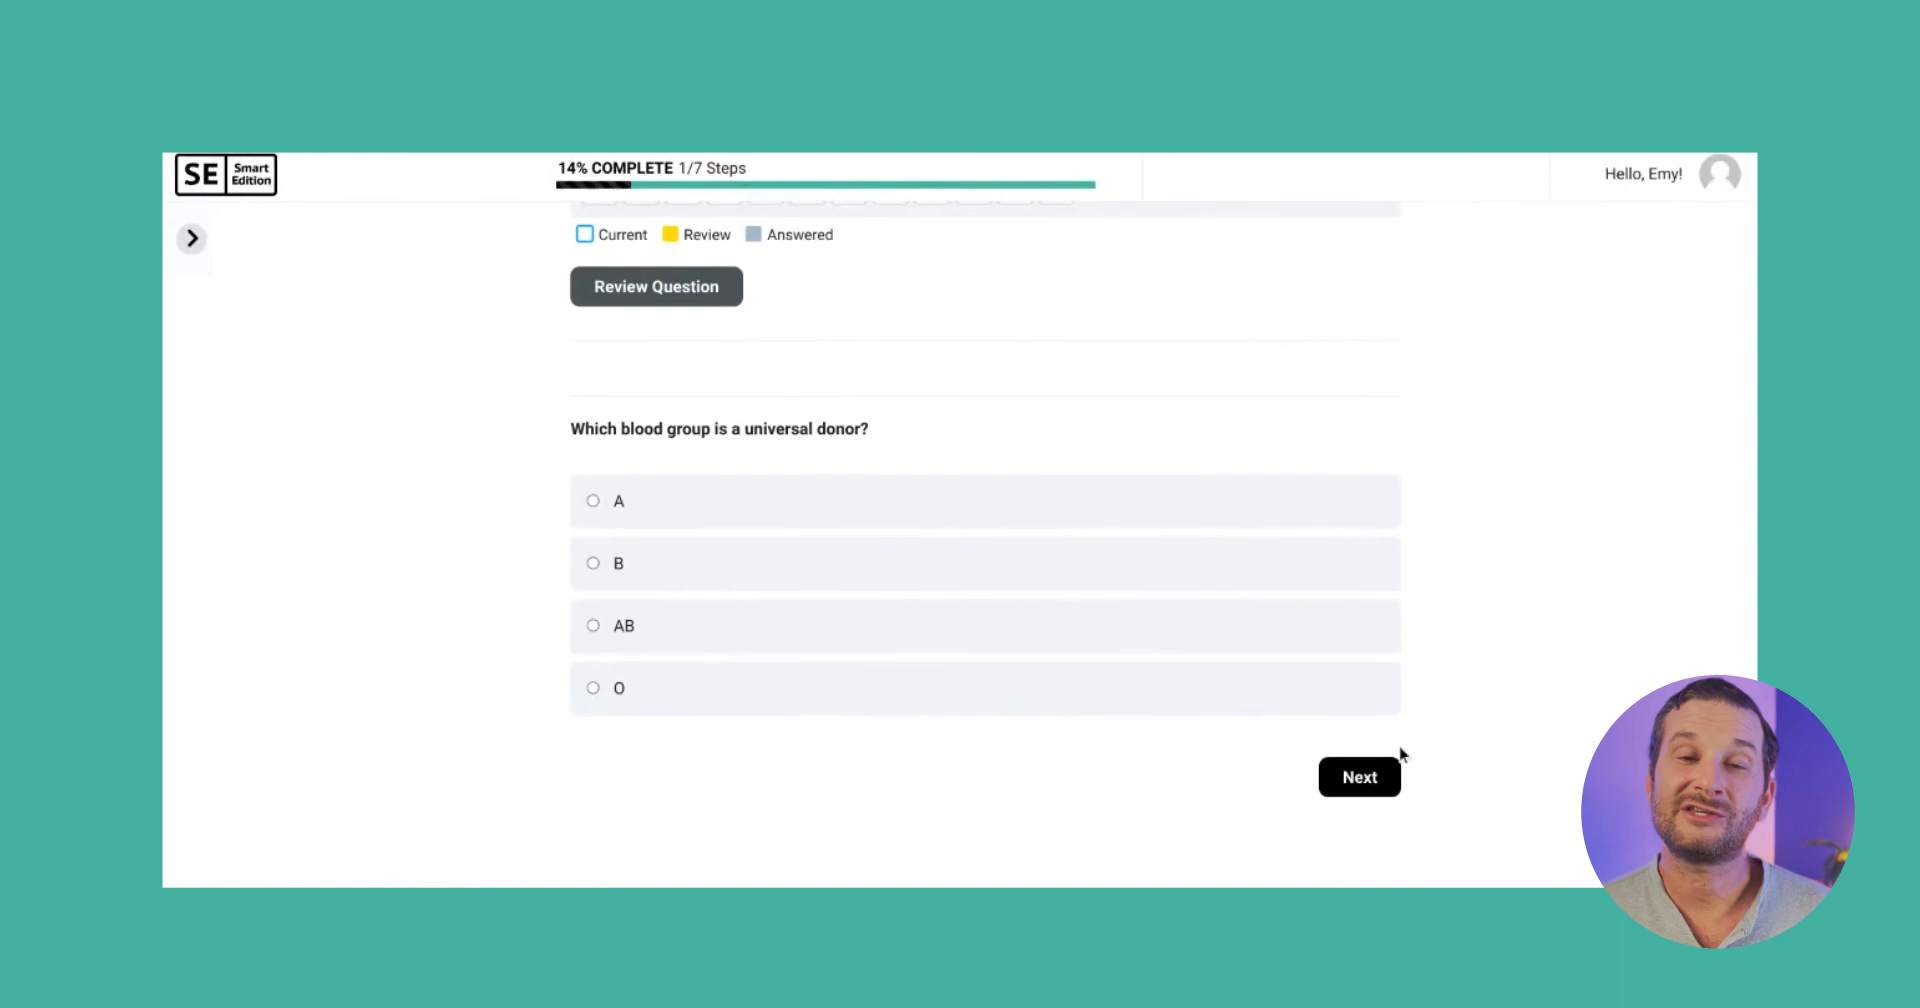 SE Smart Edition
14% COMPLETE 1/7 Steps
Hello, Emy!
Current Review Answered
Review Question
Which blood group is a universal donor?
A
B
AB
O
Next